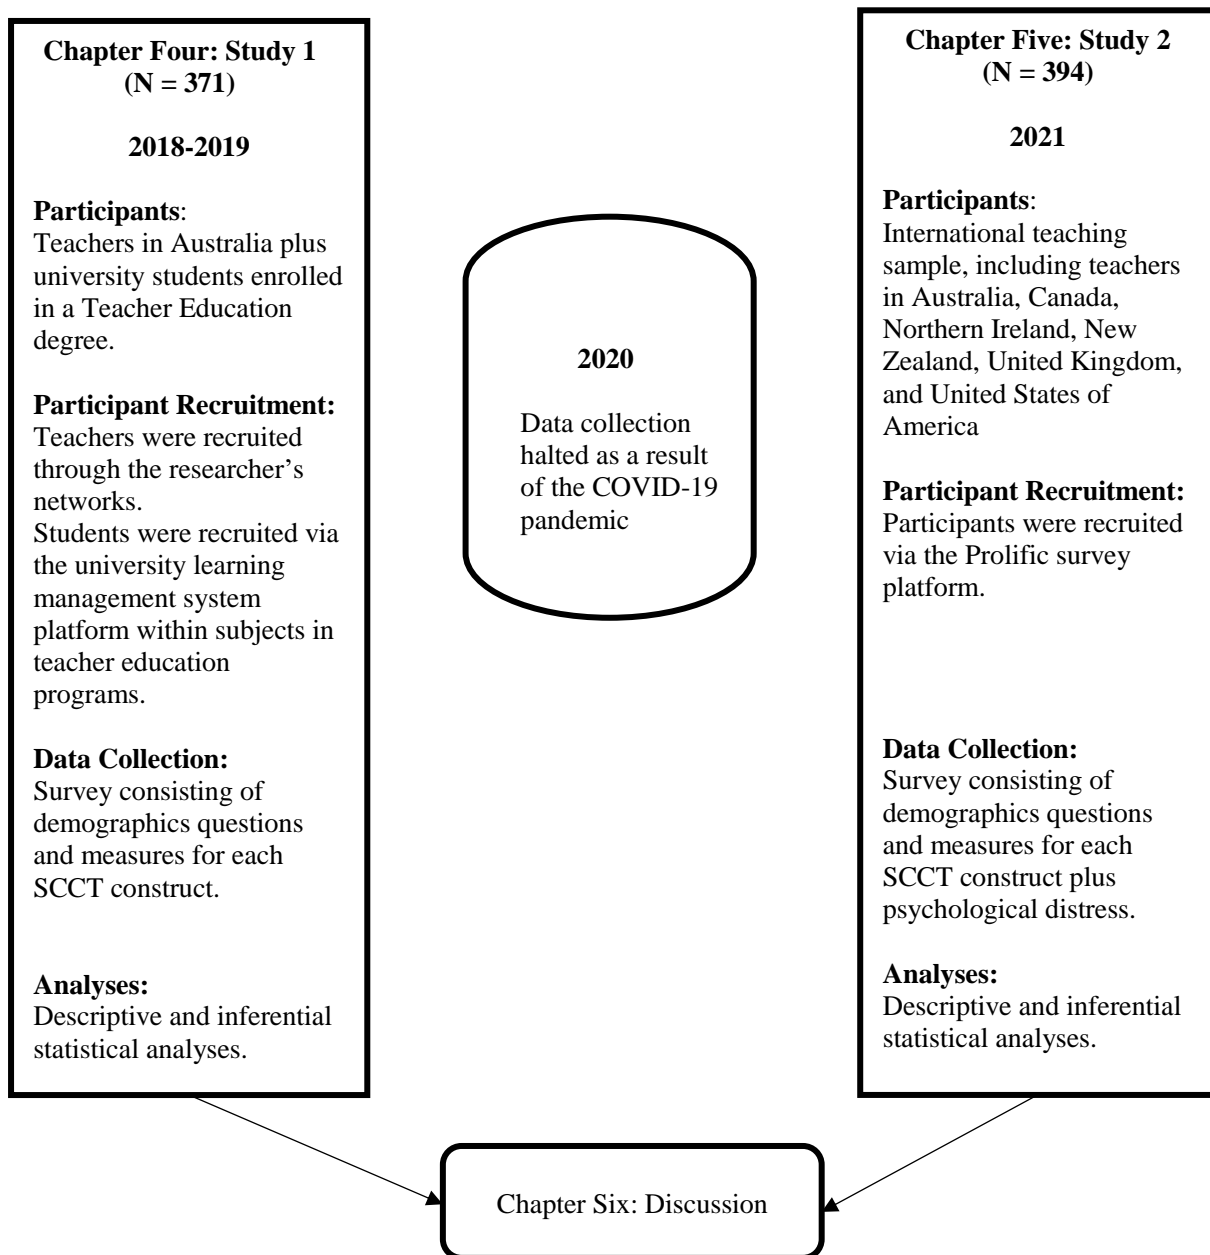 Chapter Four: Study 1
(N = 371)
2018-2019
Participants:
Teachers in Australia plus
university students enrolled
in a Teacher Education
degree.
Participant Recruitment:
Teachers were recruited
through the researcher’s
networks.
Students were recruited via
the university learning
management system
platform within subjects in
teacher education
programs.
Data Collection:
Survey consisting of
demographics questions
and measures for each
SCCT construct.
Analyses:
Descriptive and inferential
statistical analyses.
2020
Data collection
halted as a result
of the COVID-19
pandemic
Chapter Five: Study 2
(N = 394)
2021
Participants:
International teaching
sample, including teachers
in Australia, Canada,
Northern Ireland, New
Zealand, United Kingdom,
and United States of
America
Participant Recruitment:
Participants were recruited
via the Prolific survey
platform.
Data Collection:
Survey consisting of
demographics questions
and measures for each
SCCT construct plus
psychological distress.
Analyses:
Descriptive and inferential
statistical analyses.
Chapter Six: Discussion